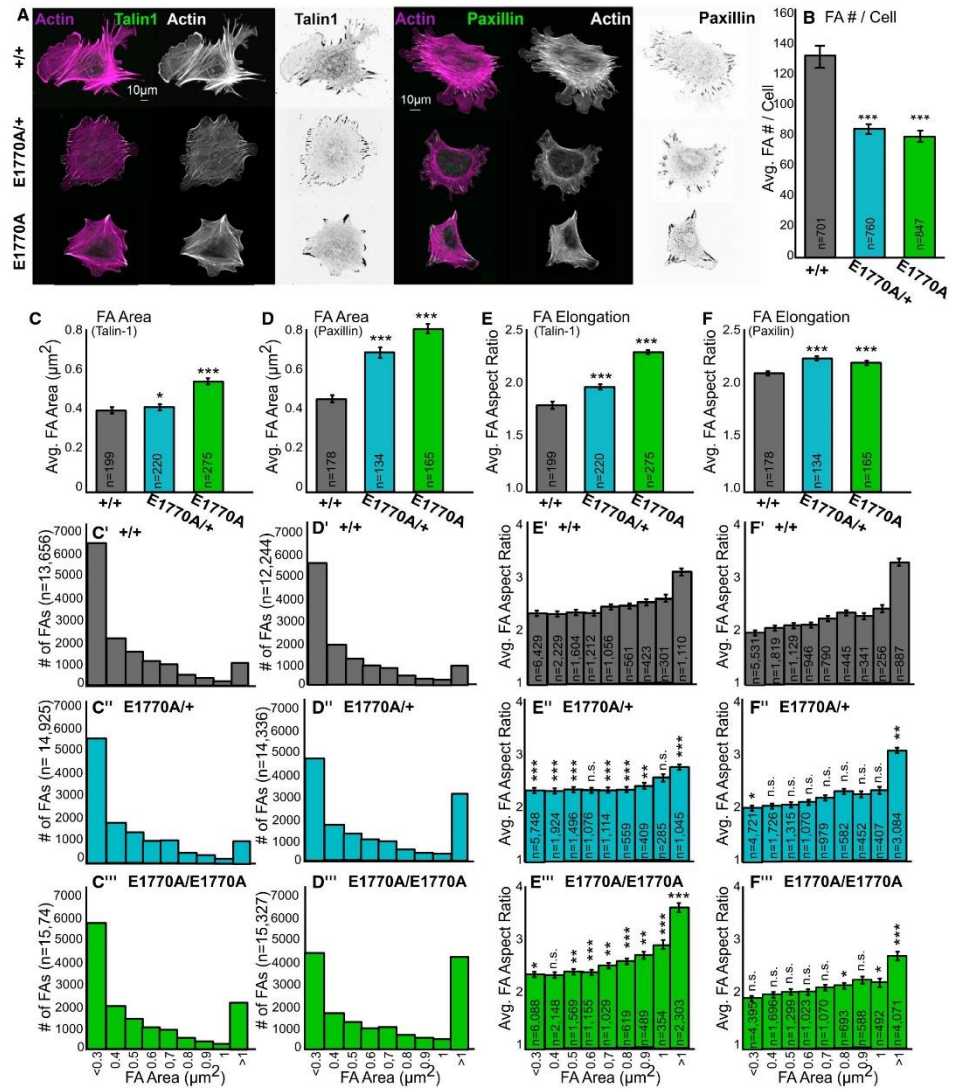 A
Actin Talin1 Actin Talin1 Actin Paxillin Actin Paxillin
+/+
10µm
10µm
E1770A/+
E1770A
B FA # / Cell
Avg. FA # / Cell
160
140
120
100
80
60
40
20
0
*** ***
n=701 n=760 n=847
+/+ E1770A/+ E1770A
C FA Area
(Talin-1)
Avg. FA Area (µm²)
0.8
0.6
0.4
0.2
0
* ***
n=199 n=220 n=275
+/+ E1770A/+ E1770A
D FA Area
(Paxillin)
Avg. FA Area (µm²)
0.8
0.6
0.4
0.2
0
*** ***
n=178 n=134 n=165
+/+ E1770A/+ E1770A
E FA Elongation
(Talin-1)
Avg. FA Aspect Ratio
2.5
2.0
1.5
1.0
*** ***
n=199 n=220 n=275
+/+ E1770A/+ E1770A
F FA Elongation
(Paxilin)
Avg. FA Aspect Ratio
2.5
2.0
1.5
1.0
*** ***
n=178 n=134 n=165
+/+ E1770A/+ E1770A
C' +/+
# of FAs (n=13,656)
7000
6000
5000
4000
3000
2000
1000
0
D' +/+
# of FAs (n=12,244)
7000
6000
5000
4000
3000
2000
1000
0
E' +/+
Avg. FA Aspect Ratio
4
3
2
1
n=6,429 n=2,229 n=1,604 n=1,212 n=1,056 n=561 n=423 n=301 n=1,110
F' +/+
Avg. FA Aspect Ratio
4
3
2
1
n=5,531 n=1,819 n=1,129 n=946 n=790 n=445 n=341 n=256 n=887
C'' E1770A/+
# of FAs (n= 14,925)
7000
6000
5000
4000
3000
2000
1000
0
D'' E1770A/+
# of FAs (n=14,336)
7000
6000
5000
4000
3000
2000
1000
0
E'' E1770A/+
Avg. FA Aspect Ratio
4
3
2
1
*** *** *** n.s. *** *** ** n.s. ***
n=5,748 n=1,924 n=1,496 n=1,076 n=1,114 n=559 n=409 n=285 n=1,045
F'' E1770A/+
Avg. FA Aspect Ratio
4
3
2
1
* n.s. n.s. n.s. n.s. n.s. n.s. n.s. **
n=4,721 n=1,726 n=1,315 n=1,070 n=979 n=582 n=452 n=407 n=3,084
C''' E1770A/E1770A
# of FAs (n=15,74)
7000
6000
5000
4000
3000
2000
1000
0
<0.3 0.4 0.5 0.6 0.7 0.8 0.9 1 >1
FA Area (µm²)
D''' E1770A/E1770A
# of FAs (n=15,327)
7000
6000
5000
4000
3000
2000
1000
0
<0.3 0.4 0.5 0.6 0.7 0.8 0.9 1 >1
FA Area (µm²)
E''' E1770A/E1770A
Avg. FA Aspect Ratio
4
3
2
1
* n.s. ** *** ** *** ** *** ***
n=6,088 n=2,148 n=1,569 n=1,155 n=1,029 n=619 n=489 n=354 n=2,303
<0.3 0.4 0.5 0.6 0.7 0.8 0.9 1 >1
FA Area (µm²)
F''' E1770A/E1770A
Avg. FA Aspect Ratio
4
3
2
1
n.s. n.s. n.s. n.s. n.s. * n.s. * ***
n=4,395 n=1,696 n=1,299 n=1,023 n=1,070 n=693 n=588 n=492 n=4,071
<0.3 0.4 0.5 0.6 0.7 0.8 0.9 1 >1
FA Area (µm²)